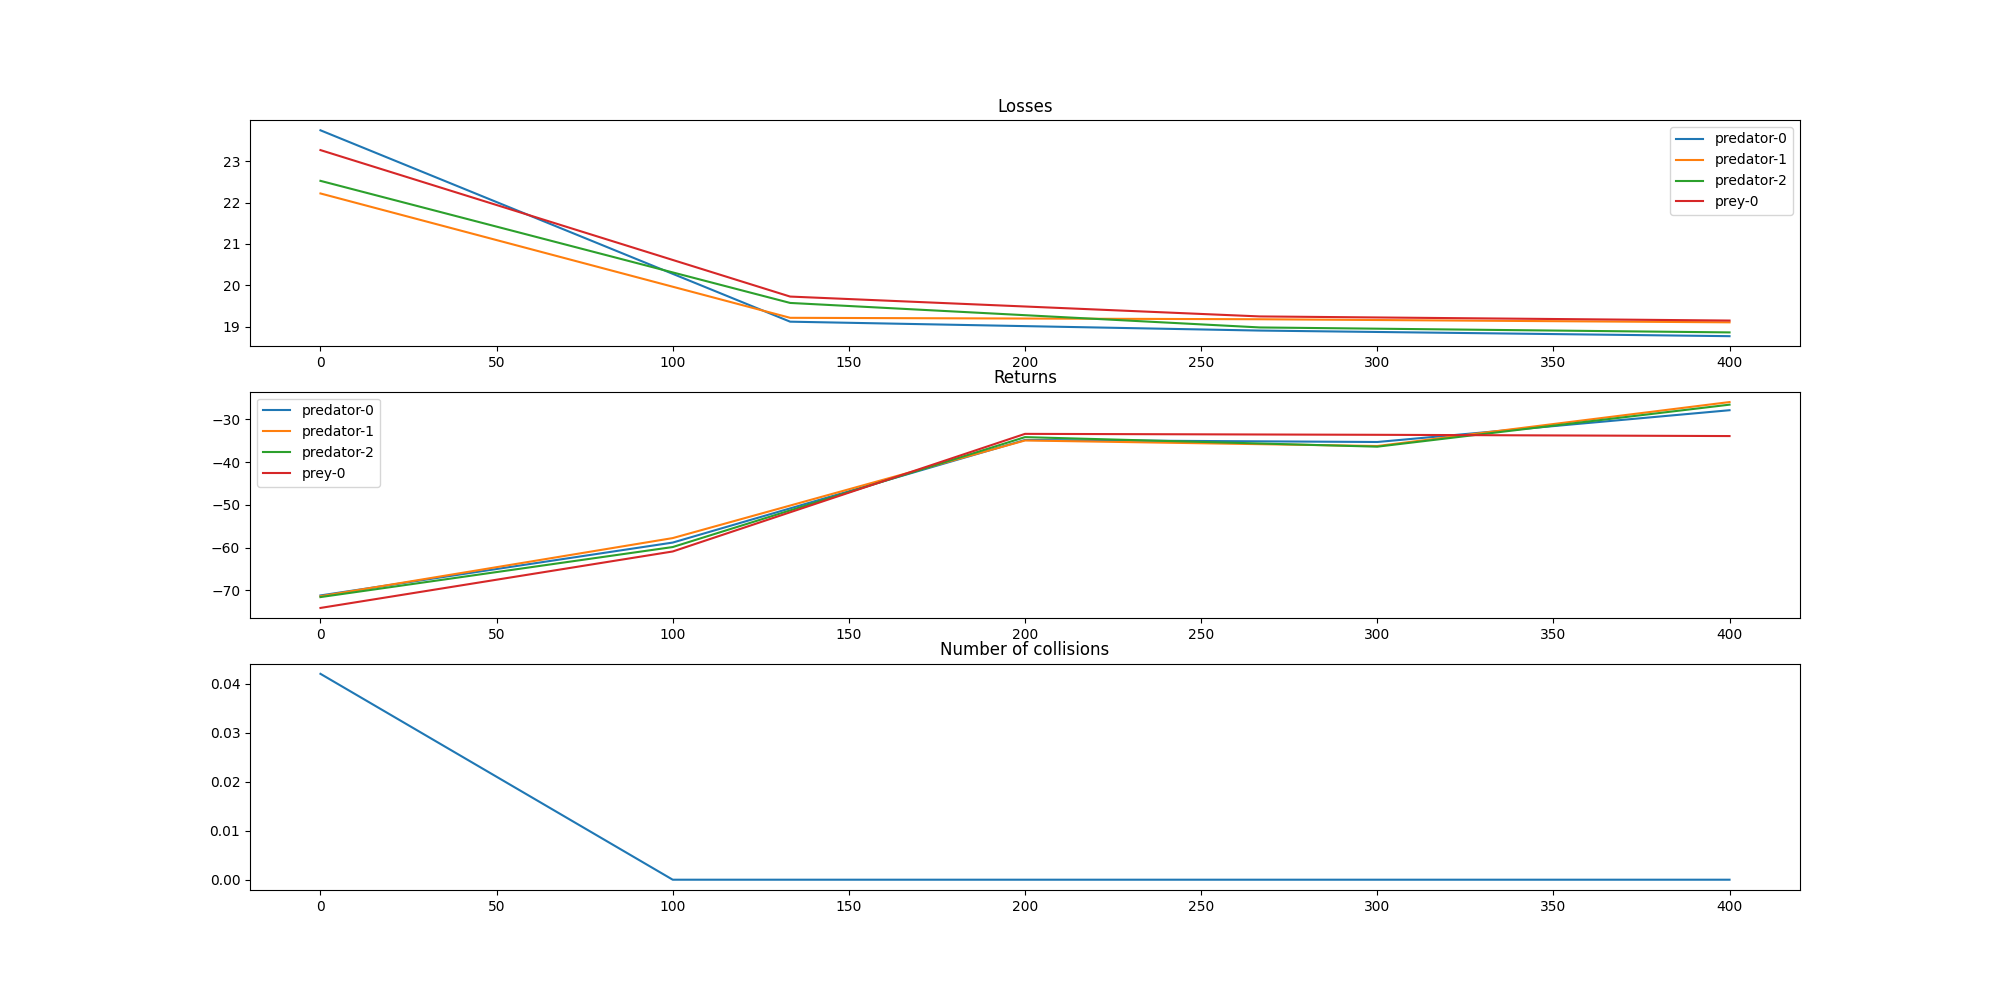 Losses
23
22
21
20
19
predator-0
predator-1
predator-2
prey-0
0 50 100 150 200 250 300 350 400
Returns
−30
−40
−50
−60
−70
predator-0
predator-1
predator-2
prey-0
0 50 100 150 200 250 300 350 400
Number of collisions
0.04
0.03
0.02
0.01
0.00
0 50 100 150 200 250 300 350 400